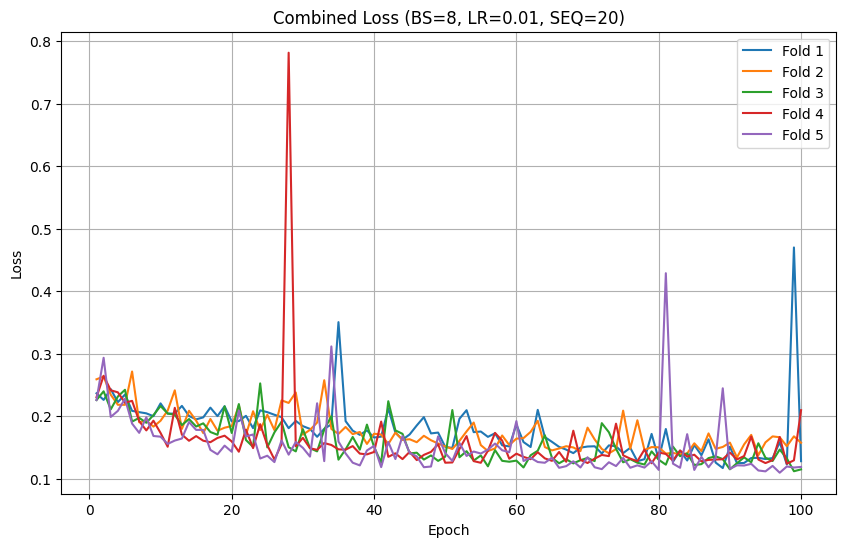 Combined Loss (BS=8, LR=0.01, SEQ=20)
Fold 1
Fold 2
Fold 3
Fold 4
Fold 5
Loss
0.8
0.7
0.6
0.5
0.4
0.3
0.2
0.1
0
20
40
60
80
100
Epoch